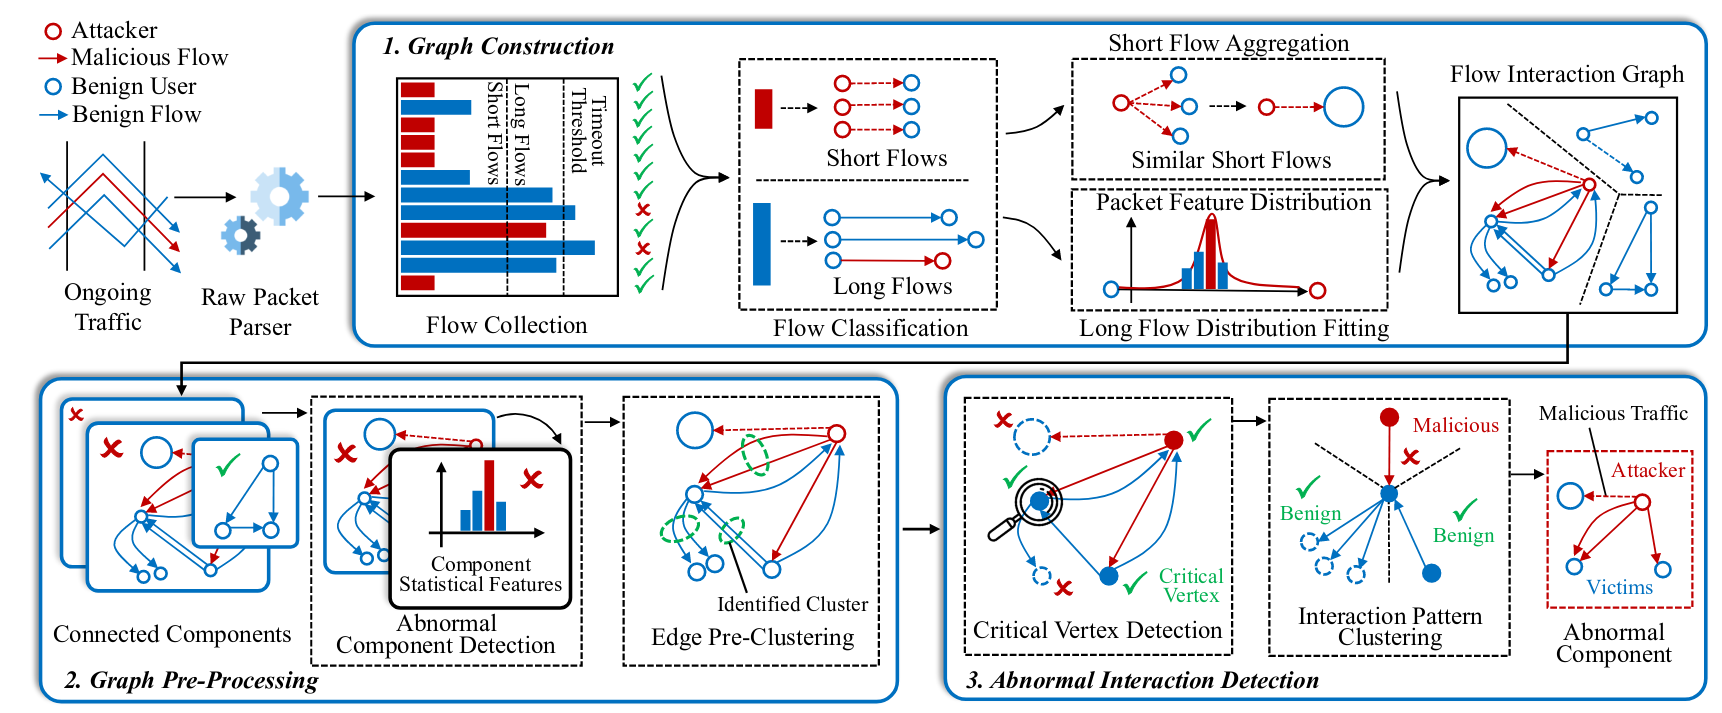 Attacker
Malicious Flow
Benign User
Benign Flow
Ongoing
Traffic
Raw Packet
Parser
1. Graph Construction
Short Flows
Long Flows
Timeout
Threshold
Flow Collection
Short Flows
Long Flows
Flow Classification
Short Flow Aggregation
Similar Short Flows
Packet Feature Distribution
Long Flow Distribution Fitting
Flow Interaction Graph
Connected Components
Component
Statistical Features
Abnormal
Component Detection
Identified Cluster
Edge Pre-Clustering
2. Graph Pre-Processing
Critical
Vertex
Critical Vertex Detection
Malicious
Benign
Benign
Interaction Pattern
Clustering
Malicious Traffic
Attacker
Victims
Abnormal
Component
3. Abnormal Interaction Detection